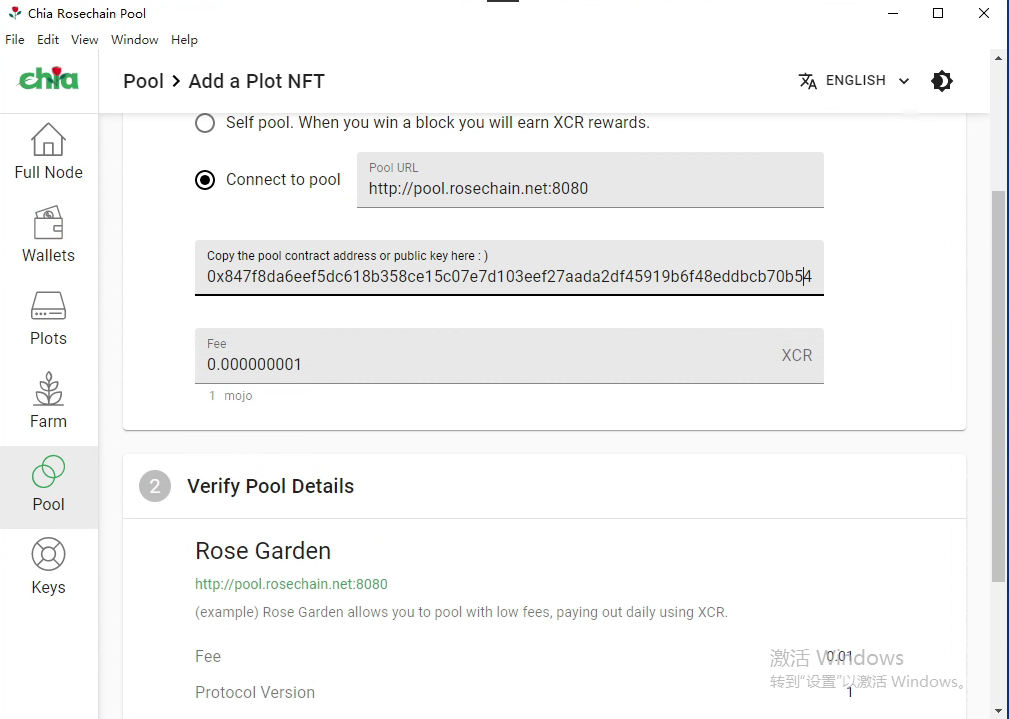 Chia Rosechain Pool
File Edit View Window Help
chia
Pool > Add a Plot NFT
ENGLISH
Full Node
Wallets
Plots
Farm
Pool
Keys
Self pool. When you win a block you will earn XCR rewards.
Connect to pool
Pool URL
http://pool.rosechain.net:8080
Copy the pool contract address or public key here : )
0x847f8da6eef5dc618b358ce15c07e7d103eef27aada2df45919b6f48eddbcb70b54
Fee
0.000000001
XCR
1 mojo
2 Verify Pool Details
Rose Garden
http://pool.rosechain.net:8080
(example) Rose Garden allows you to pool with low fees, paying out daily using XCR.
Fee 0.01
Protocol Version 1
激活 Windows
转到“设置”以激活 Windows。